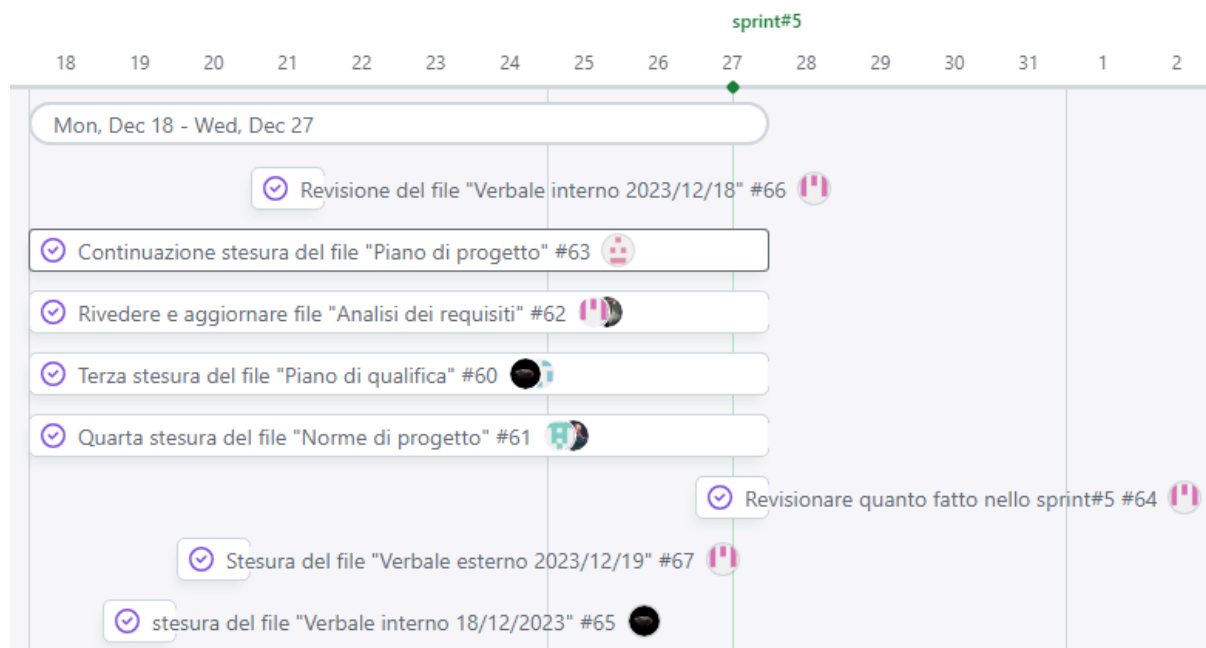 sprint#5
18 19 20 21 22 23 24 25 26 27 28 29 30 31 1 2
Mon, Dec 18 - Wed, Dec 27
Revisione del file "Verbale interno 2023/12/18" #66
Continuazione stesura del file "Piano di progetto" #63
Rivedere e aggiornare file "Analisi dei requisiti" #62
Terza stesura del file "Piano di qualifica" #60
Quarta stesura del file "Norme di progetto" #61
Revisionare quanto fatto nello sprint#5 #64
Stesura del file "Verbale esterno 2023/12/19" #67
stesura del file "Verbale interno 18/12/2023" #65